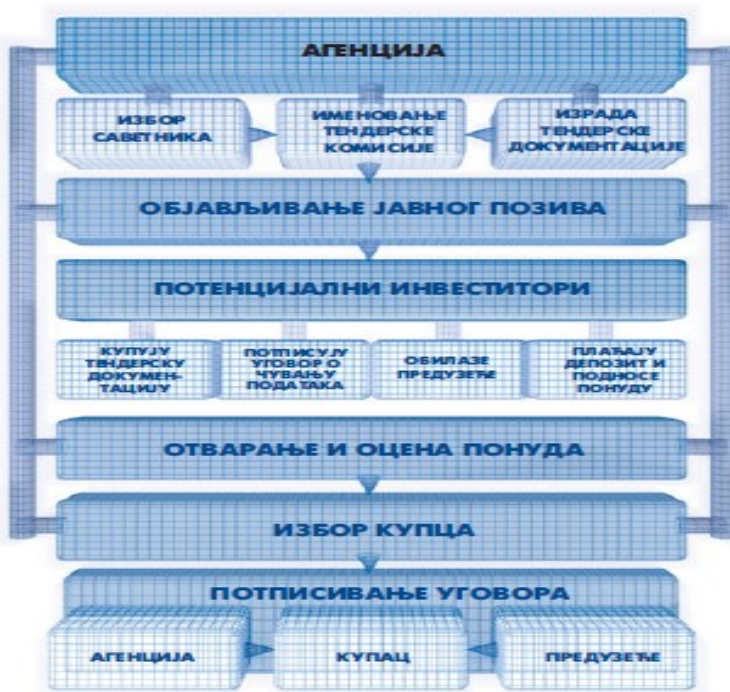 АГЕНЦИЈА
ИЗБОР
САВЕТНИКА
ИМЕНОВАЊЕ
ТЕНДЕРСКЕ
КОМИСИЈЕ
ИЗРАДА
ТЕНДЕРСКЕ
ДОКУМЕНТАЦИЈЕ
ОБЈАВЉИВАЊЕ ЈАВНОГ ПОЗИВА
ПОТЕНЦИЈАЛНИ ИНВЕСТИТОРИ
КУПУЈУ
ТЕНДЕРСКУ
ДОКУМЕН-
ТАЦИЈУ
ПОТПИСУЈУ
УГОВОР О
ЧУВАЊУ
ПОДАТАКА
ОБИЛАЗЕ
ПРЕДУЗЕЋЕ
ПЛАЋАЈУ
ДЕПОЗИТ И
ПОДНОСЕ
ПОНУДУ
ОТВАРАЊЕ И ОЦЕНА ПОНУДА
ИЗБОР КУПЦА
ПОТПИСИВАЊЕ УГОВОРА
АГЕНЦИЈА
КУПАЦ
ПРЕДУЗЕЋЕ